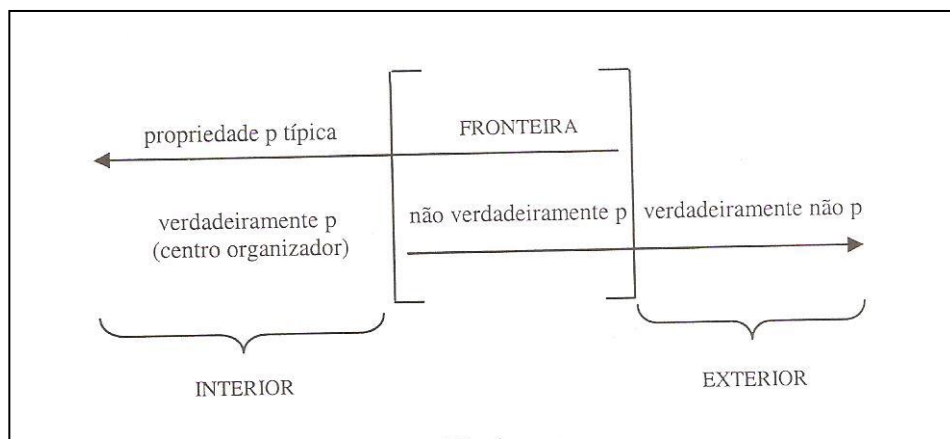 propriedade p típica
FRONTEIRA
verdadeiramente p
(centro organizador)
não verdadeiramente p
verdadeiramente não p
INTERIOR
EXTERIOR